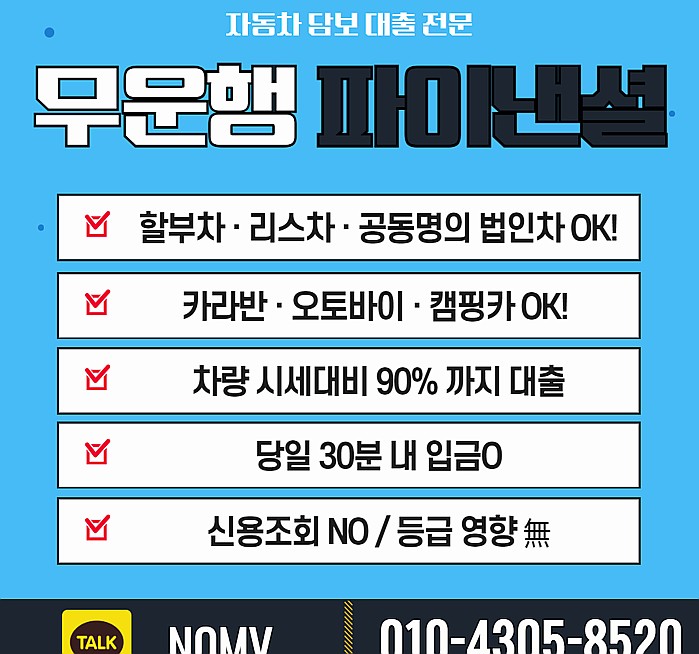 자동차 담보 대출 전문
무운행 파이낸셜
할부차 · 리스차 · 공동명의 법인차 OK!
카라반 · 오토바이 · 캠핑카 OK!
차량 시세대비 90% 까지 대출
당일 30분 내 입금O
신용조회 NO / 등급 영향 無
TALK NOMV 010-4305-8520